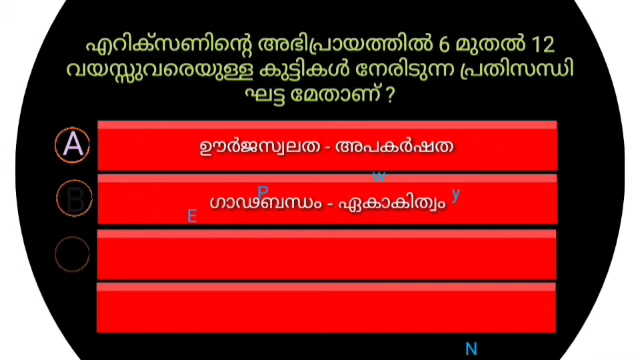 എറിക്സണിന്റെ അഭിപ്രായത്തിൽ 6 മുതൽ 12
വയസ്സുവരെയുള്ള കുട്ടികൾ നേരിടുന്ന പ്രതിസന്ധി
ഘട്ട മേതാണ് ?
A ഊർജസ്വലത - അപകർഷത
w
B P ഗാഢബന്ധം - ഏകാകിത്വം y
E
N